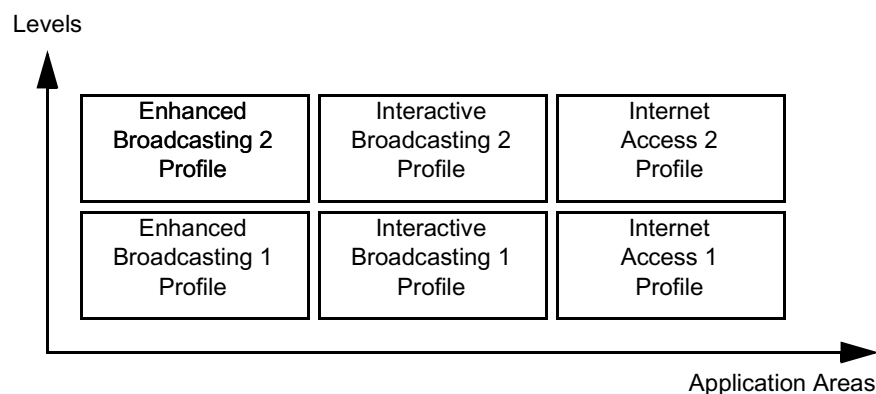 Levels
Enhanced
Broadcasting 2
Profile
Interactive
Broadcasting 2
Profile
Internet
Access 2
Profile
Enhanced
Broadcasting 1
Profile
Interactive
Broadcasting 1
Profile
Internet
Access 1
Profile
Application Areas